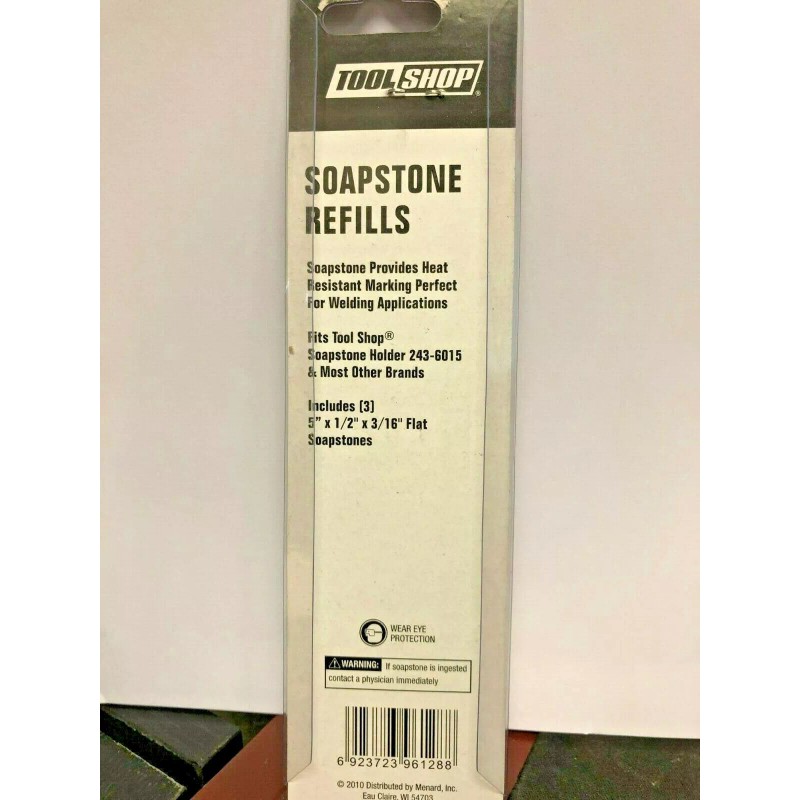 TOOL SHOP®
SOAPSTONE
REFILLS
Soapstone Provides Heat
Resistant Marking Perfect
For Welding Applications
Fits Tool Shop®
Soapstone Holder 243-6015
& Most Other Brands
Includes (3)
5" x 1/2" x 3/16" Flat
Soapstones
WEAR EYE
PROTECTION
WARNING: If soapstone is ingested
contact a physician immediately
6 923723 961288
© 2010 Distributed by Menard, Inc.
Eau Claire, WI 54703